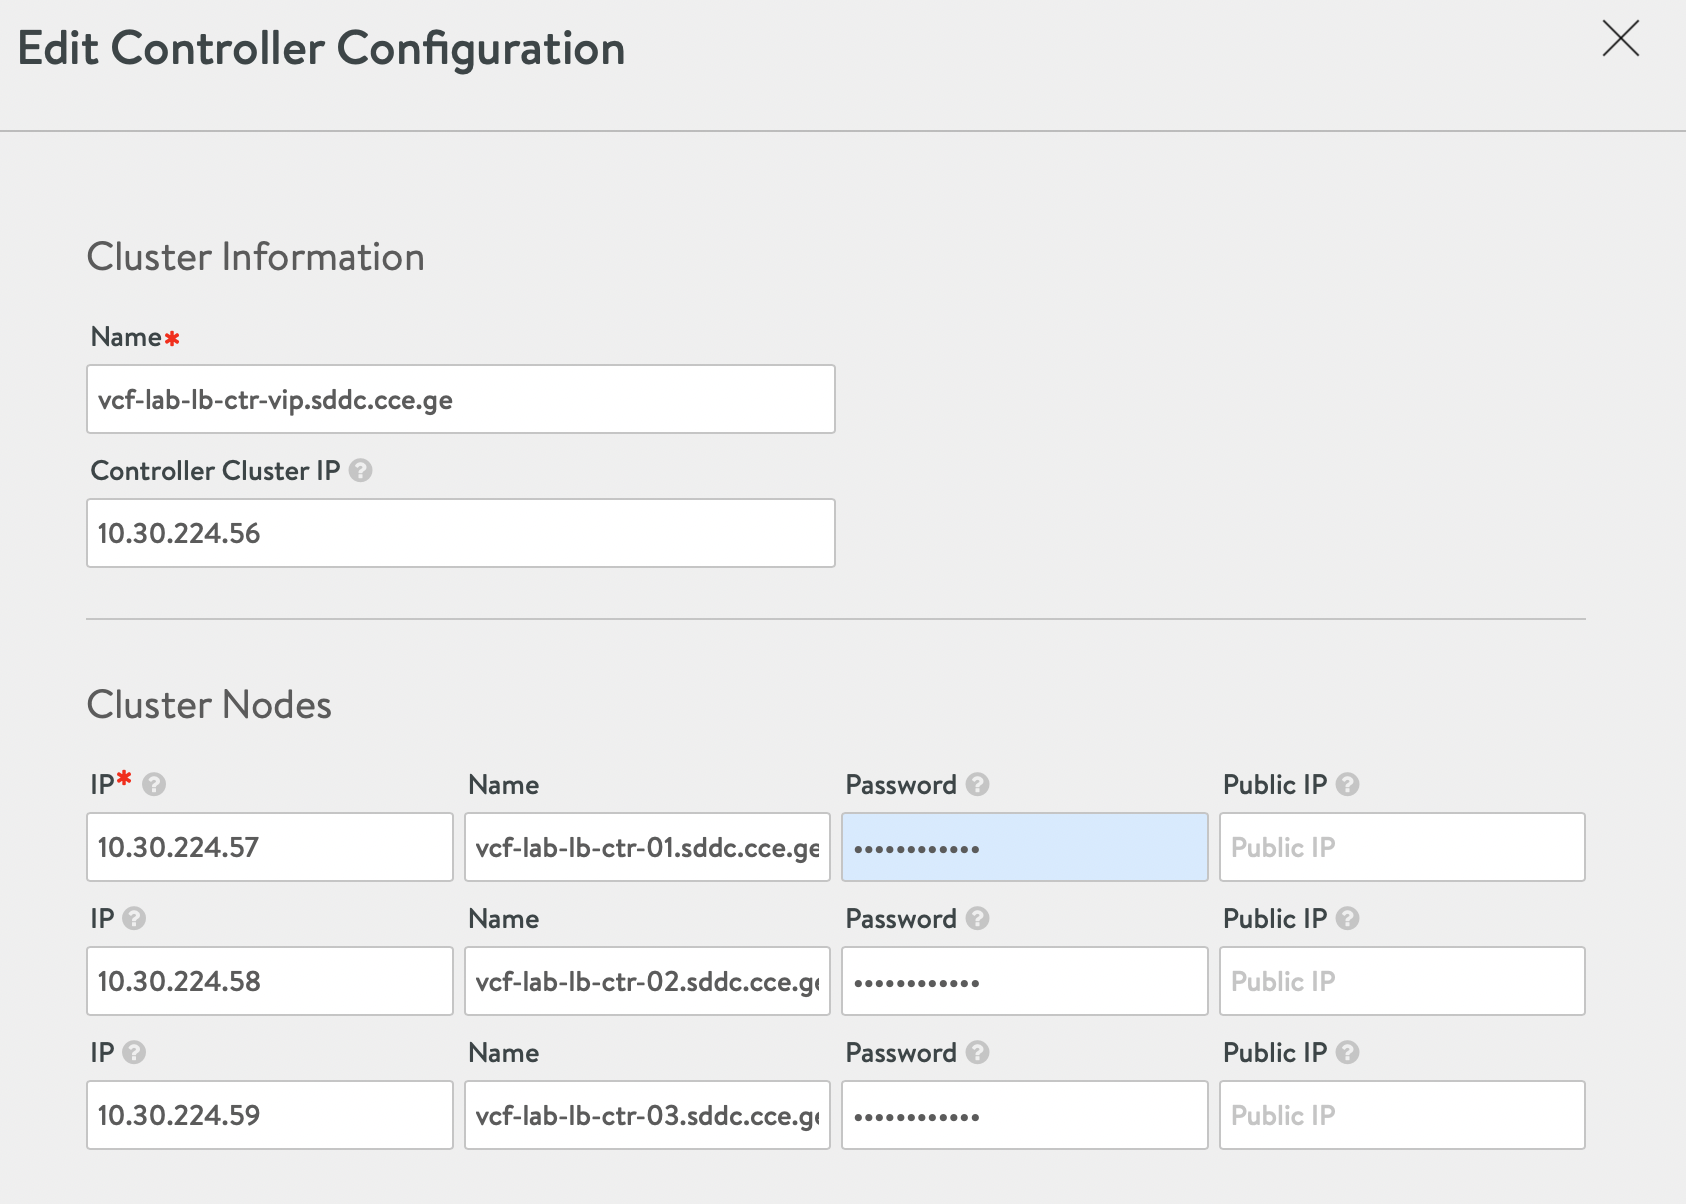 Edit Controller Configuration
Cluster Information
Name*
vcf-lab-lb-ctr-vip.sddc.cce.ge
Controller Cluster IP ?
10.30.224.56
Cluster Nodes
IP* ? Name Password ? Public IP ?
10.30.224.57 vcf-lab-lb-ctr-01.sddc.cce.ge •••••••••••• Public IP
IP ? Name Password ? Public IP ?
10.30.224.58 vcf-lab-lb-ctr-02.sddc.cce.ge •••••••••••• Public IP
IP ? Name Password ? Public IP ?
10.30.224.59 vcf-lab-lb-ctr-03.sddc.cce.ge •••••••••••• Public IP